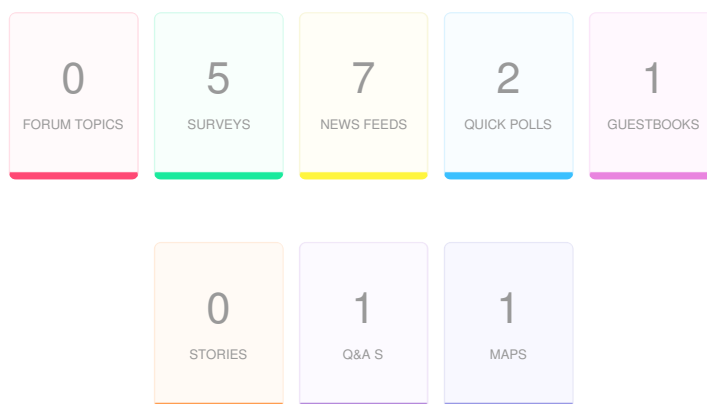 0 5 7 2 1
FORUM TOPICS SURVEYS NEWS FEEDS QUICK POLLS GUESTBOOKS
0 1 1
STORIES Q&A S MAPS